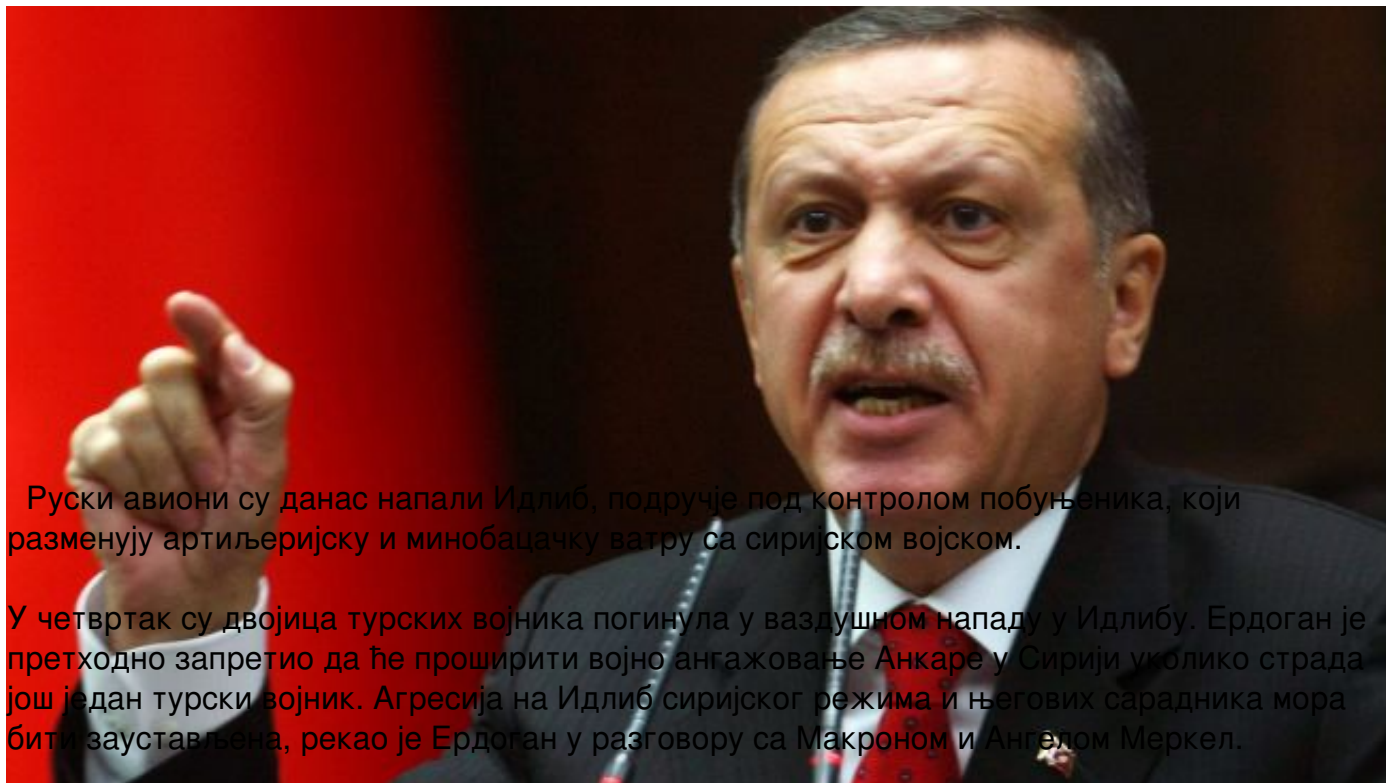 Руски авиони су данас напали Идлиб, подручје под контролом побуњеника, који
разменују артиљеријску и минобацачку ватру са сиријском војском.
У четвртак су двојица турских војника погинула у ваздушном нападу у Идлибу. Ердоган је
претходно запретио да ће проширити војно ангажовање Анкаре у Сирији уколико страда
још један турски војник. Агресија на Идлиб сиријског режима и његових сарадника мора
бити заустављена, рекао је Ердоган у разговору са Макроном и Ангелом Меркел.